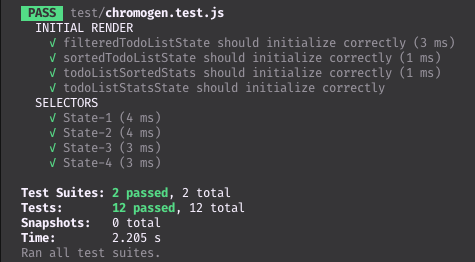 PASS test/chromogen.test.js
INITIAL RENDER
√ filteredTodoListState should initialize correctly (3 ms)
√ sortedTodoListState should initialize correctly (1 ms)
√ todoListSortedStats should initialize correctly (1 ms)
√ todoListStatsState should initialize correctly
SELECTORS
√ State-1 (4 ms)
√ State-2 (4 ms)
√ State-3 (3 ms)
√ State-4 (3 ms)
Test Suites: 2 passed, 2 total
Tests: 12 passed, 12 total
Snapshots: 0 total
Time: 2.205 s
Ran all test suites.